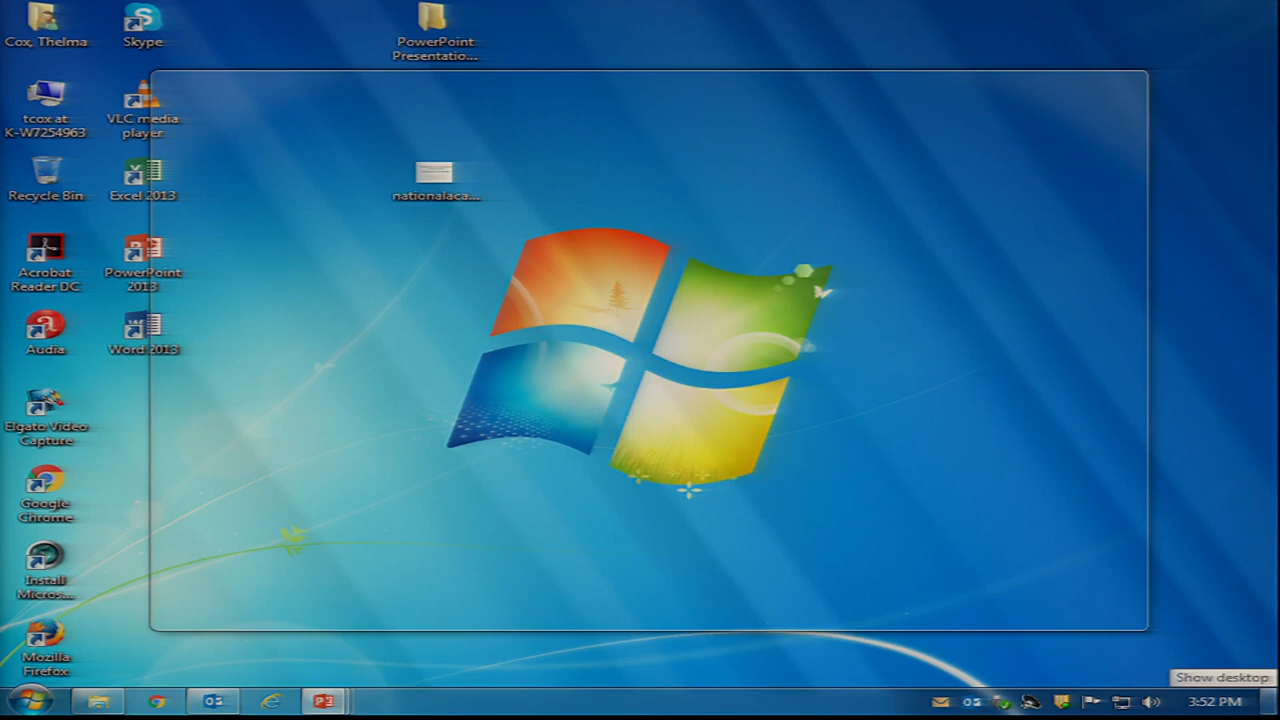 Cox, Thelma
Skype
PowerPoint
Presentatio...
tcox at
K-W7254963
VLC media
player
Recycle Bin
Excel 2013
nationalaca...
Acrobat
Reader DC
PowerPoint
2013
Audia
Word 2013
Elgato Video
Capture
Google
Chrome
Install
Micros...
Mozilla
Firefox
Show desktop
3:52 PM